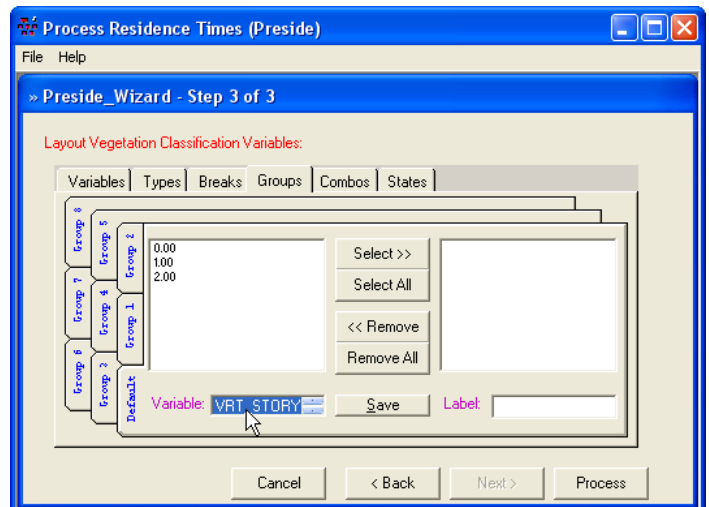 Process Residence Times (Preside)
File Help
» Preside_Wizard - Step 3 of 3
Layout Vegetation Classification Variables:
Variables Types Breaks Groups Combos States
Group 8
Group 7
Group 6
Group 5
Group 4
Group 3
Group 2
Group 1
Default
0.00
1.00
2.00
Select >>
Select All
<< Remove
Remove All
Variable: VRT_STORY Save Label:
Cancel < Back Next > Process